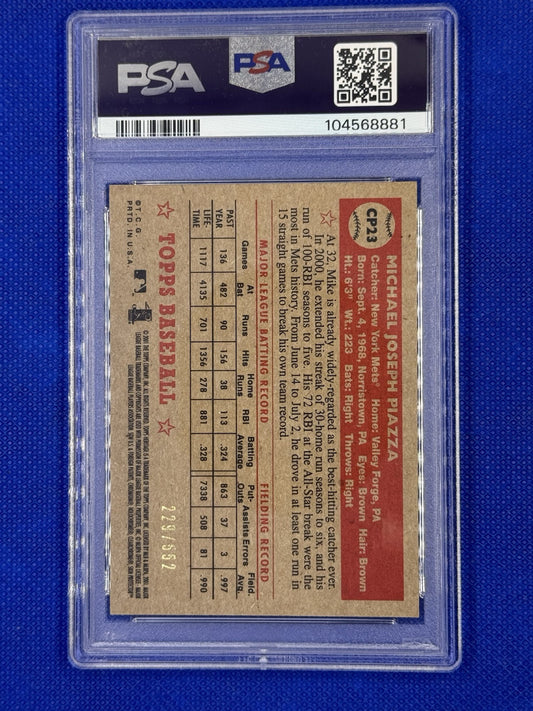 PSA
PSA
104568881
CP23
MICHAEL JOSEPH PIAZZA
Catcher: New York Mets™ Home: Valley Forge, PA
Born: Sept. 4, 1968, Norristown, PA Eyes: Brown Hair: Brown
Ht.: 6'3" Wt.: 223 Bats: Right Throws: Right
At 32, Mike is already widely-regarded as the best-hitting catcher ever.
In 2000, he extended his streak of 30-home run seasons to six, and his
run of 100-RBI seasons to five. His 72 RBI at the All-Star break were the
most in Mets history. From June 14 to July 2, he drove in at least one run in
15 straight games to break his own team record.
MAJOR LEAGUE BATTING RECORD FIELDING RECORD
Games At Bat Runs Hits Home Runs RBI Batting Average Put-Outs Assists Errors Field. Avg.
PAST YEAR 136 482 90 156 38 113 .324 863 37 3 .997
LIFE-TIME 1117 4135 701 1356 278 881 .328 7338 508 81 .990
TOPPS BASEBALL
229/552
©T.C.G.
PRTD. IN U.S.A.